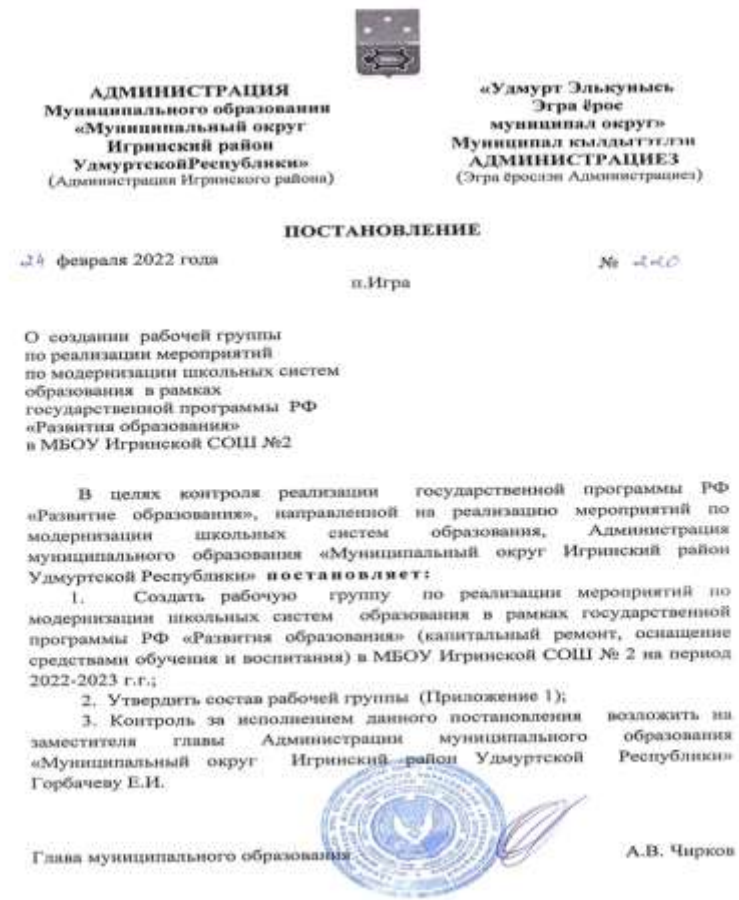 АДМИНИСТРАЦИЯ
Муниципального образования
«Муниципальный округ
Игринский район
УдмуртскойРеспублики»
(Администрация Игринского района)
«Удмурт Элькунысь
Эгра ёрос
муниципал округ»
Муниципал кылдытэтлэн
АДМИНИСТРАЦИЕЗ
(Эгра ёрослэн Администрациез)
ПОСТАНОВЛЕНИЕ
24 февраля 2022 года
№ 220
п.Игра
О создании рабочей группы
по реализации мероприятий
по модернизации школьных систем
образования в рамках
государственной программы РФ
«Развития образования»
в МБОУ Игринской СОШ №2
В целях контроля реализации государственной программы РФ
«Развитие образования», направленной на реализацию мероприятий по
модернизации школьных систем образования, Администрация
муниципального образования «Муниципальный округ Игринский район
Удмуртской Республики» постановляет:
1. Создать рабочую группу по реализации мероприятий по
модернизации школьных систем образования в рамках государственной
программы РФ «Развития образования» (капитальный ремонт, оснащение
средствами обучения и воспитания) в МБОУ Игринской СОШ № 2 на период
2022-2023 г.г.;
2. Утвердить состав рабочей группы (Приложение 1);
3. Контроль за исполнением данного постановления возложить на
заместителя главы Администрации муниципального образования
«Муниципальный округ Игринский район Удмуртской Республики»
Горбачеву Е.И.
Глава муниципального образования
А.В. Чирков